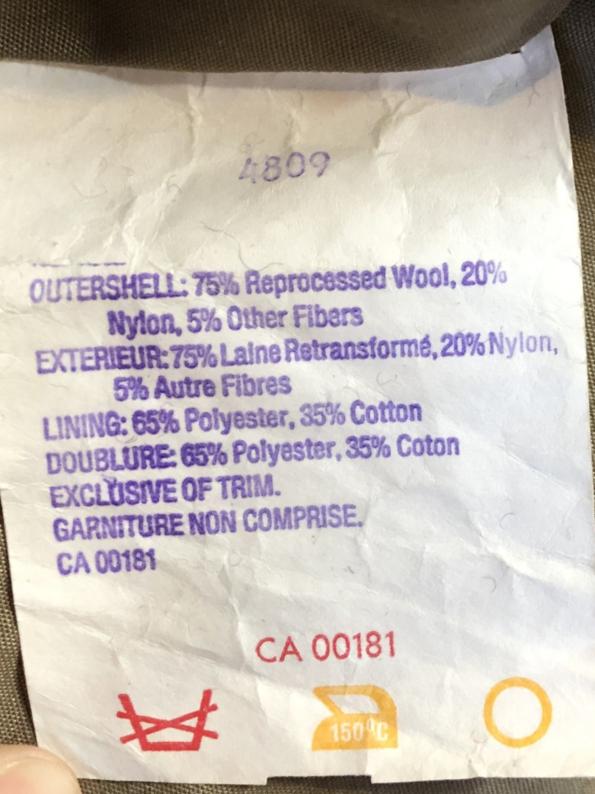 4809
OUTERSHELL: 75% Reprocessed Wool, 20%
Nylon, 5% Other Fibers
EXTERIEUR: 75% Laine Retransformé, 20% Nylon,
5% Autre Fibres
LINING: 65% Polyester, 35% Cotton
DOUBLURE: 65% Polyester, 35% Coton
EXCLUSIVE OF TRIM.
GARNITURE NON COMPRISE.
CA 00181
CA 00181
150°C